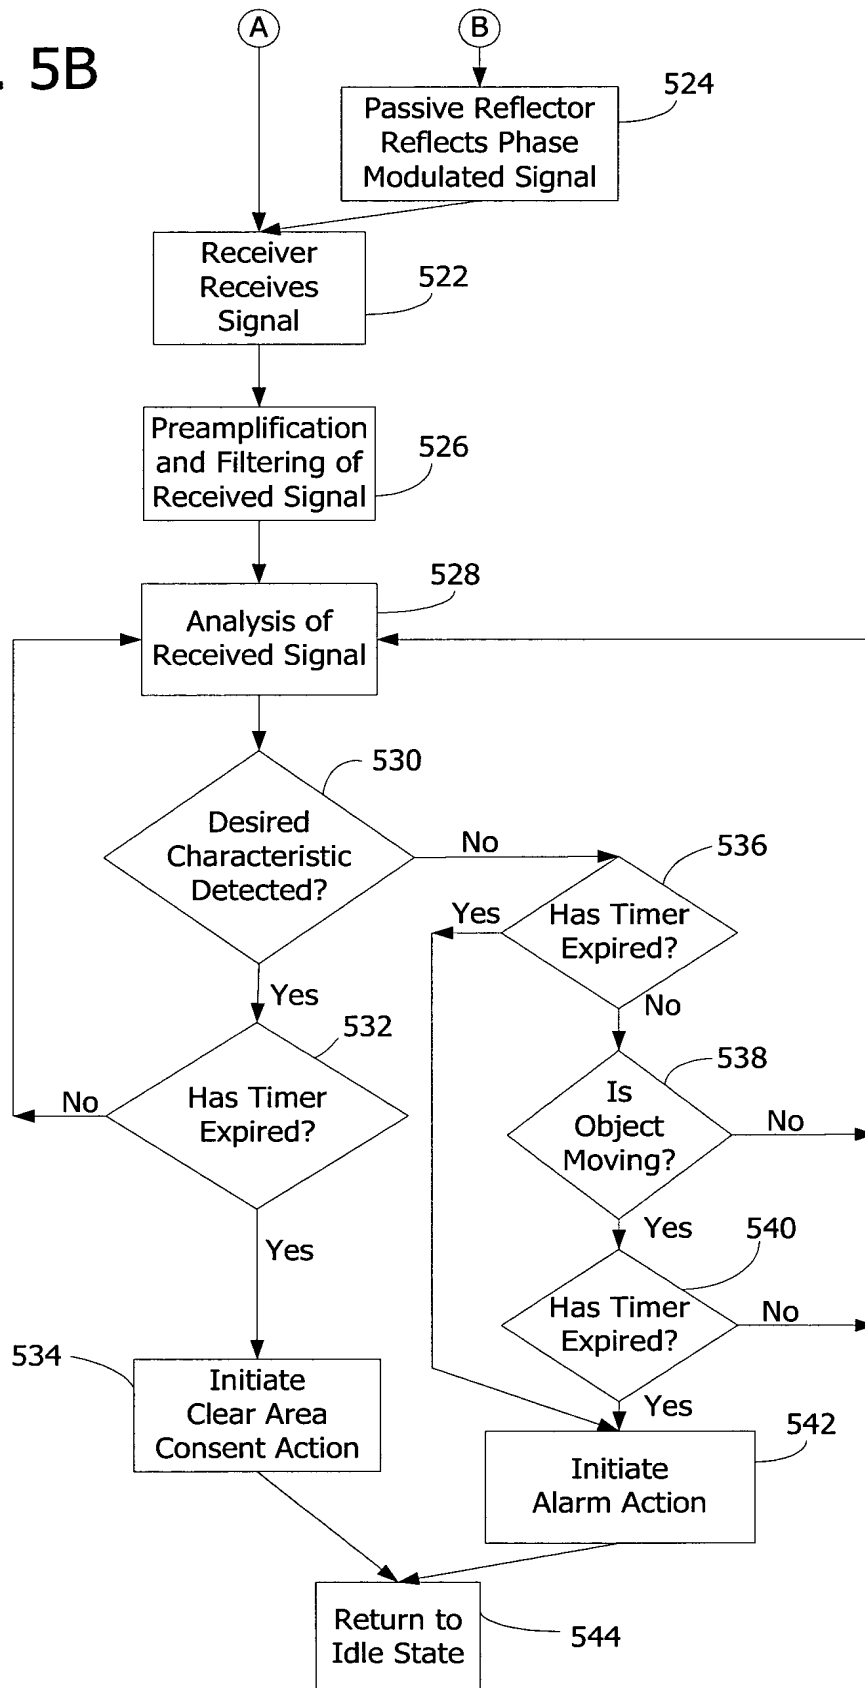 . 5B
A
B
524
Passive Reflector
Reflects Phase
Modulated Signal
Receiver
Receives
Signal
522
Preamplification
and Filtering of
Received Signal
526
528
Analysis of
Received Signal
530
Desired
Characteristic
Detected?
No
536
Yes
Has Timer
Expired?
Yes
No
532
538
Has Timer
Expired?
No
Is
Object
Moving?
No
Yes
540
Yes
Has Timer
Expired?
No
534
Initiate
Clear Area
Consent Action
Yes
542
Initiate
Alarm Action
Return to
Idle State
544